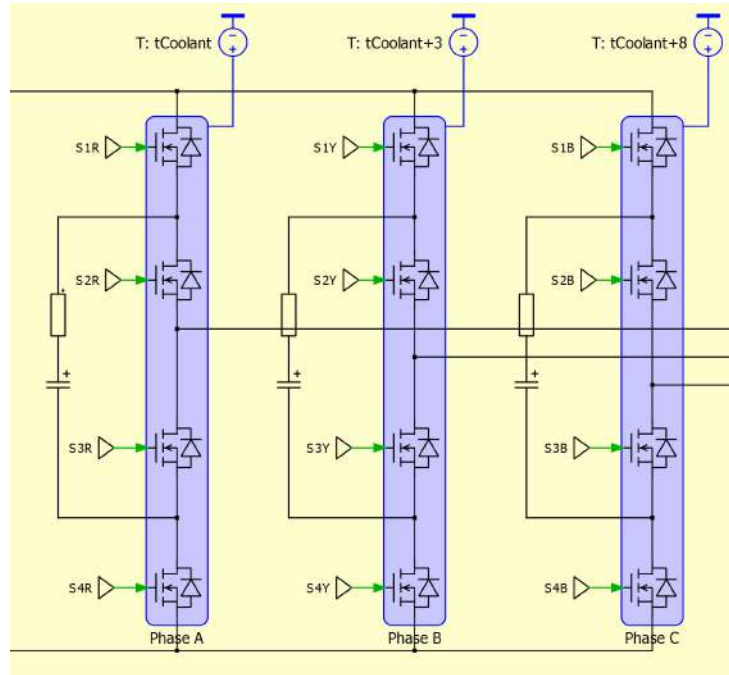 T: tCoolant T: tCoolant+3 T: tCoolant+8
S1R S1Y S1B
S2R S2Y S2B
S3R S3Y S3B
S4R S4Y S4B
Phase A Phase B Phase C